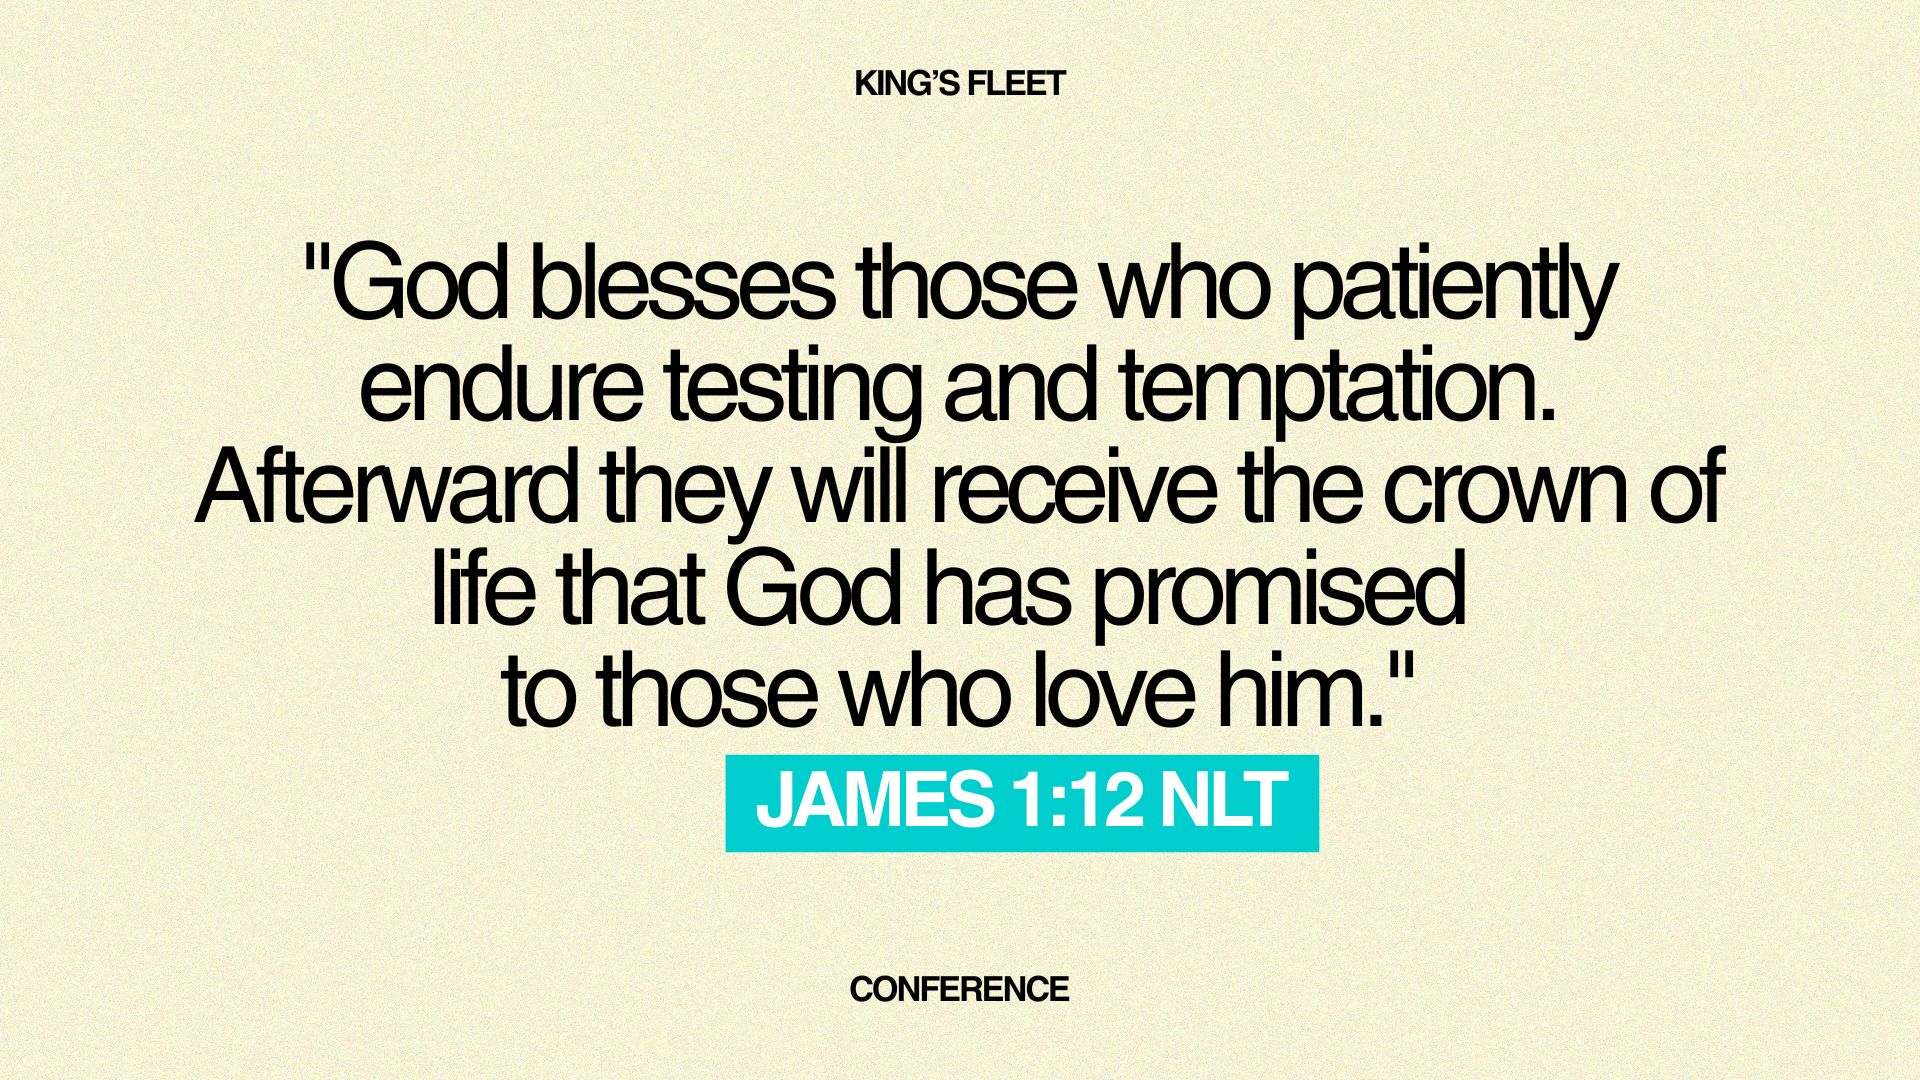 KING’S FLEET
"God blesses those who patiently
endure testing and temptation.
Afterward they will receive the crown of
life that God has promised
to those who love him."
JAMES 1:12 NLT
CONFERENCE